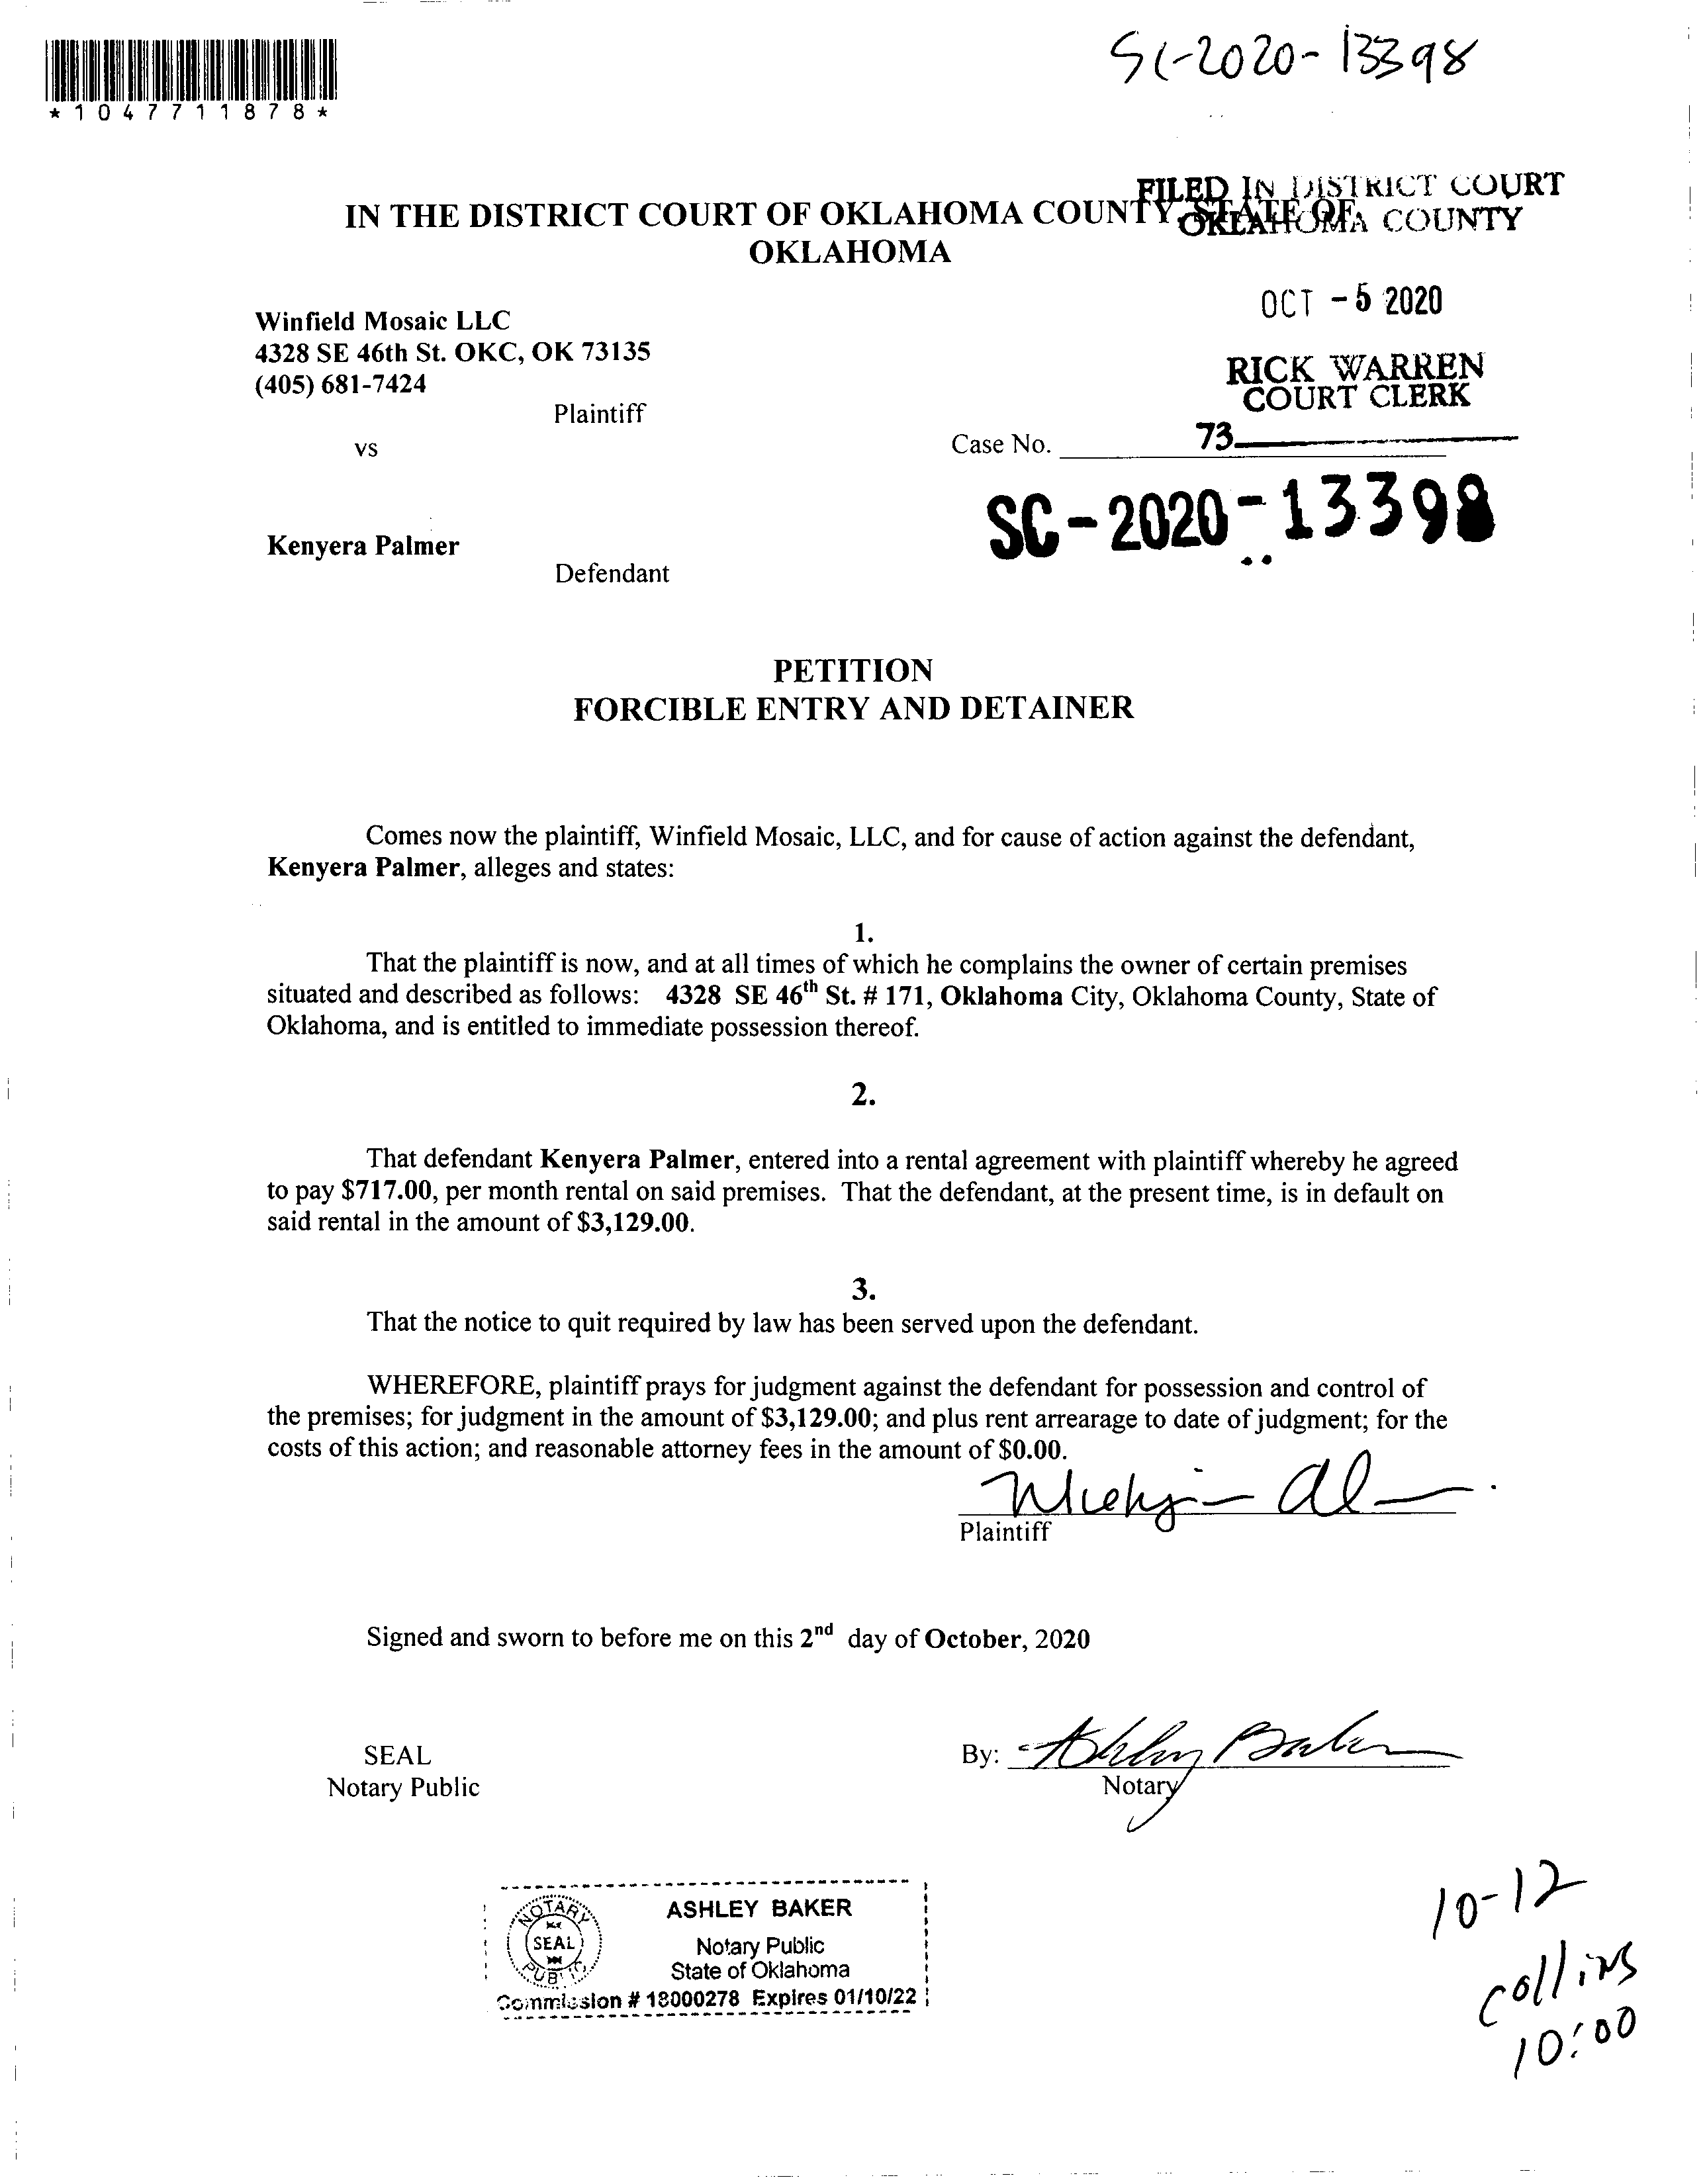 *1047711878*
SC-2020-13398
FILED IN DISTRICT COURT
OKLAHOMA COUNTY
IN THE DISTRICT COURT OF OKLAHOMA COUNTY, STATE OF
OKLAHOMA
OCT -5 2020
Winfield Mosaic LLC
4328 SE 46th St. OKC, OK 73135
(405) 681-7424
Plaintiff
RICK WARREN
COURT CLERK
vs
Case No. 73
SC-2020-13398
Kenyera Palmer
Defendant
PETITION
FORCIBLE ENTRY AND DETAINER
Comes now the plaintiff, Winfield Mosaic, LLC, and for cause of action against the defendant,
Kenyera Palmer, alleges and states:
1.
That the plaintiff is now, and at all times of which he complains the owner of certain premises
situated and described as follows: 4328 SE 46th St. # 171, Oklahoma City, Oklahoma County, State of
Oklahoma, and is entitled to immediate possession thereof.
2.
That defendant Kenyera Palmer, entered into a rental agreement with plaintiff whereby he agreed
to pay $717.00, per month rental on said premises. That the defendant, at the present time, is in default on
said rental in the amount of $3,129.00.
3.
That the notice to quit required by law has been served upon the defendant.
WHEREFORE, plaintiff prays for judgment against the defendant for possession and control of
the premises; for judgment in the amount of $3,129.00; and plus rent arrearage to date of judgment; for the
costs of this action; and reasonable attorney fees in the amount of $0.00.
Plaintiff
Signed and sworn to before me on this 2nd day of October, 2020
SEAL
Notary Public
By: Ashley Baker
Notary
NOTARY
SEAL
PUBLIC
ASHLEY BAKER
Notary Public
State of Oklahoma
Commission # 18000278 Expires 01/10/22
10-12
collins
10:00